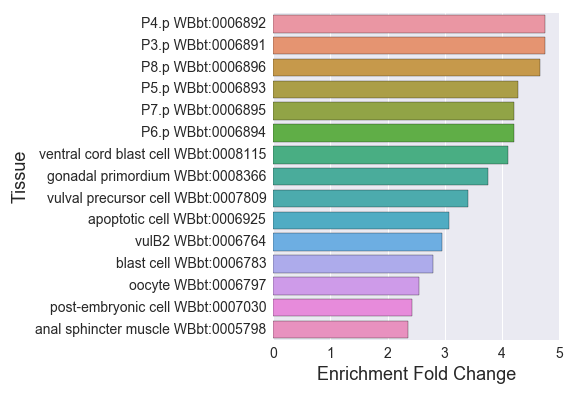 P4.p WBbt:0006892
P3.p WBbt:0006891
P8.p WBbt:0006896
P5.p WBbt:0006893
P7.p WBbt:0006895
P6.p WBbt:0006894
ventral cord blast cell WBbt:0008115
gonadal primordium WBbt:0008366
vulval precursor cell WBbt:0007809
apoptotic cell WBbt:0006925
vulB2 WBbt:0006764
blast cell WBbt:0006783
oocyte WBbt:0006797
post-embryonic cell WBbt:0007030
anal sphincter muscle WBbt:0005798
Tissue
0 1 2 3 4 5
Enrichment Fold Change